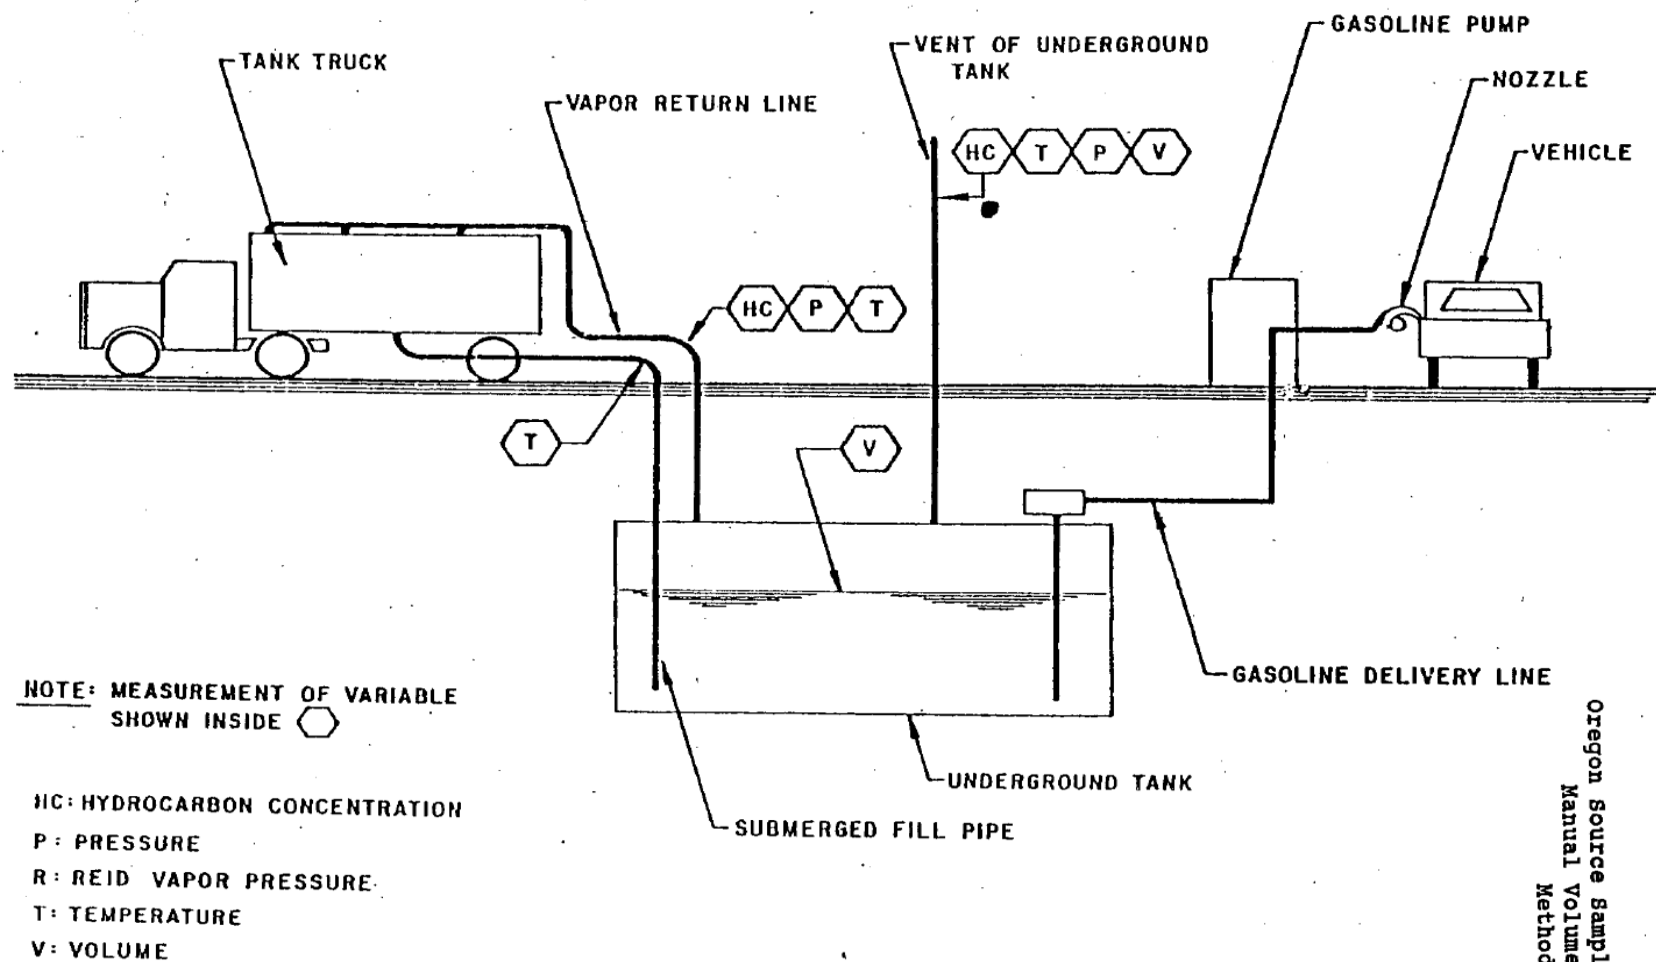 GASOLINE PUMP
VENT OF UNDERGROUND
TANK
TANK TRUCK
NOZZLE
VAPOR RETURN LINE
HC T P V
VEHICLE
HC P T
T
V
GASOLINE DELIVERY LINE
NOTE: MEASUREMENT OF VARIABLE
SHOWN INSIDE
UNDERGROUND TANK
SUBMERGED FILL PIPE
HC: HYDROCARBON CONCENTRATION
P: PRESSURE
R: REID VAPOR PRESSURE
T: TEMPERATURE
V: VOLUME
Oregon Source Sampl
Manual Volume
Method